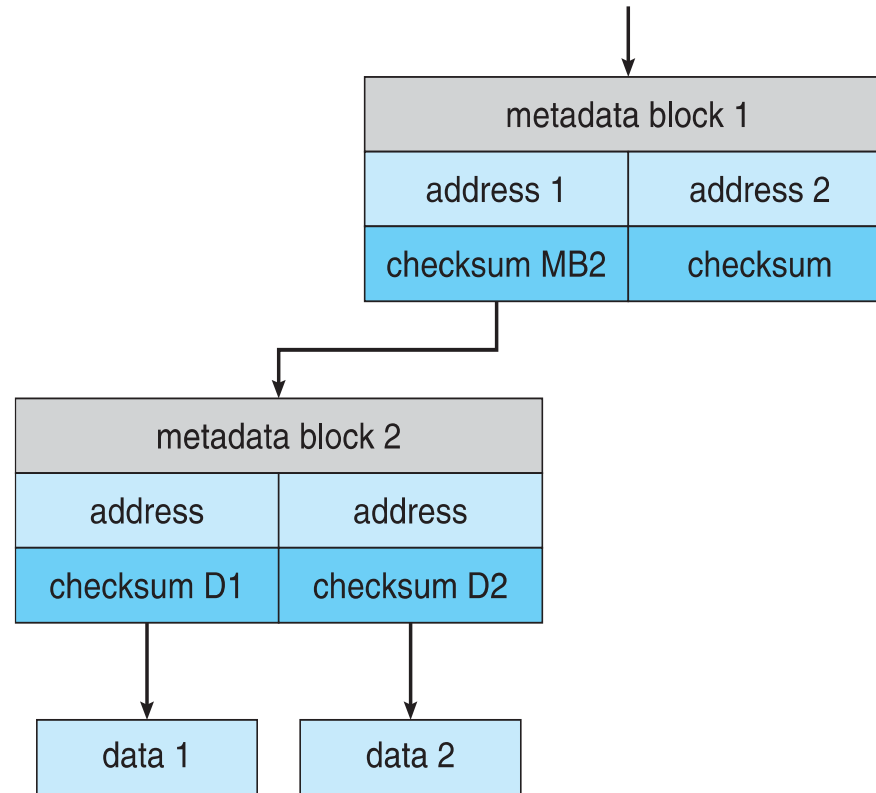 metadata block 1
address 1 address 2
checksum MB2 checksum
metadata block 2
address address
checksum D1 checksum D2
data 1 data 2